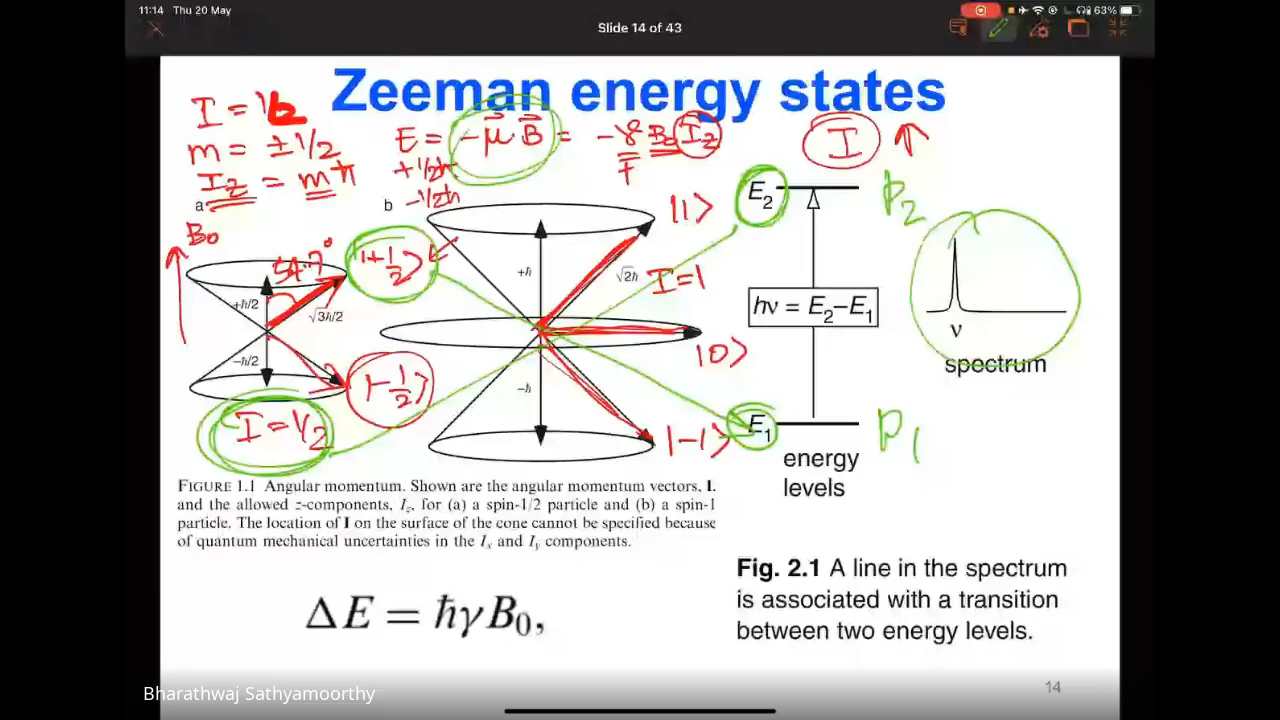 11:14 Thu 20 May
63%
Slide 14 of 43
Zeeman energy states
I = 1/2
m = ±1/2
I_z = mħ
E = -μ⃗ B⃗ = -γ B₀ I_z
+1/2ħ
-1/2ħ
I ↑
a
b
B₀
54.7°
|+1/2>
+ħ/2
√3ħ/2
-ħ/2
|-1/2>
I = 1/2
|1>
+ħ
√2ħ
I=1
|0>
-ħ
|-1>
E₂
P₂
hν = E₂–E₁
E₁
P₁
energy
levels
ν
spectrum
FIGURE 1.1 Angular momentum. Shown are the angular momentum vectors, I,
and the allowed z-components, I_z, for (a) a spin-1/2 particle and (b) a spin-1
particle. The location of I on the surface of the cone cannot be specified because
of quantum mechanical uncertainties in the I_x and I_y components.
ΔE = ħγB₀,
Fig. 2.1 A line in the spectrum
is associated with a transition
between two energy levels.
14
Bharathwaj Sathyamoorthy